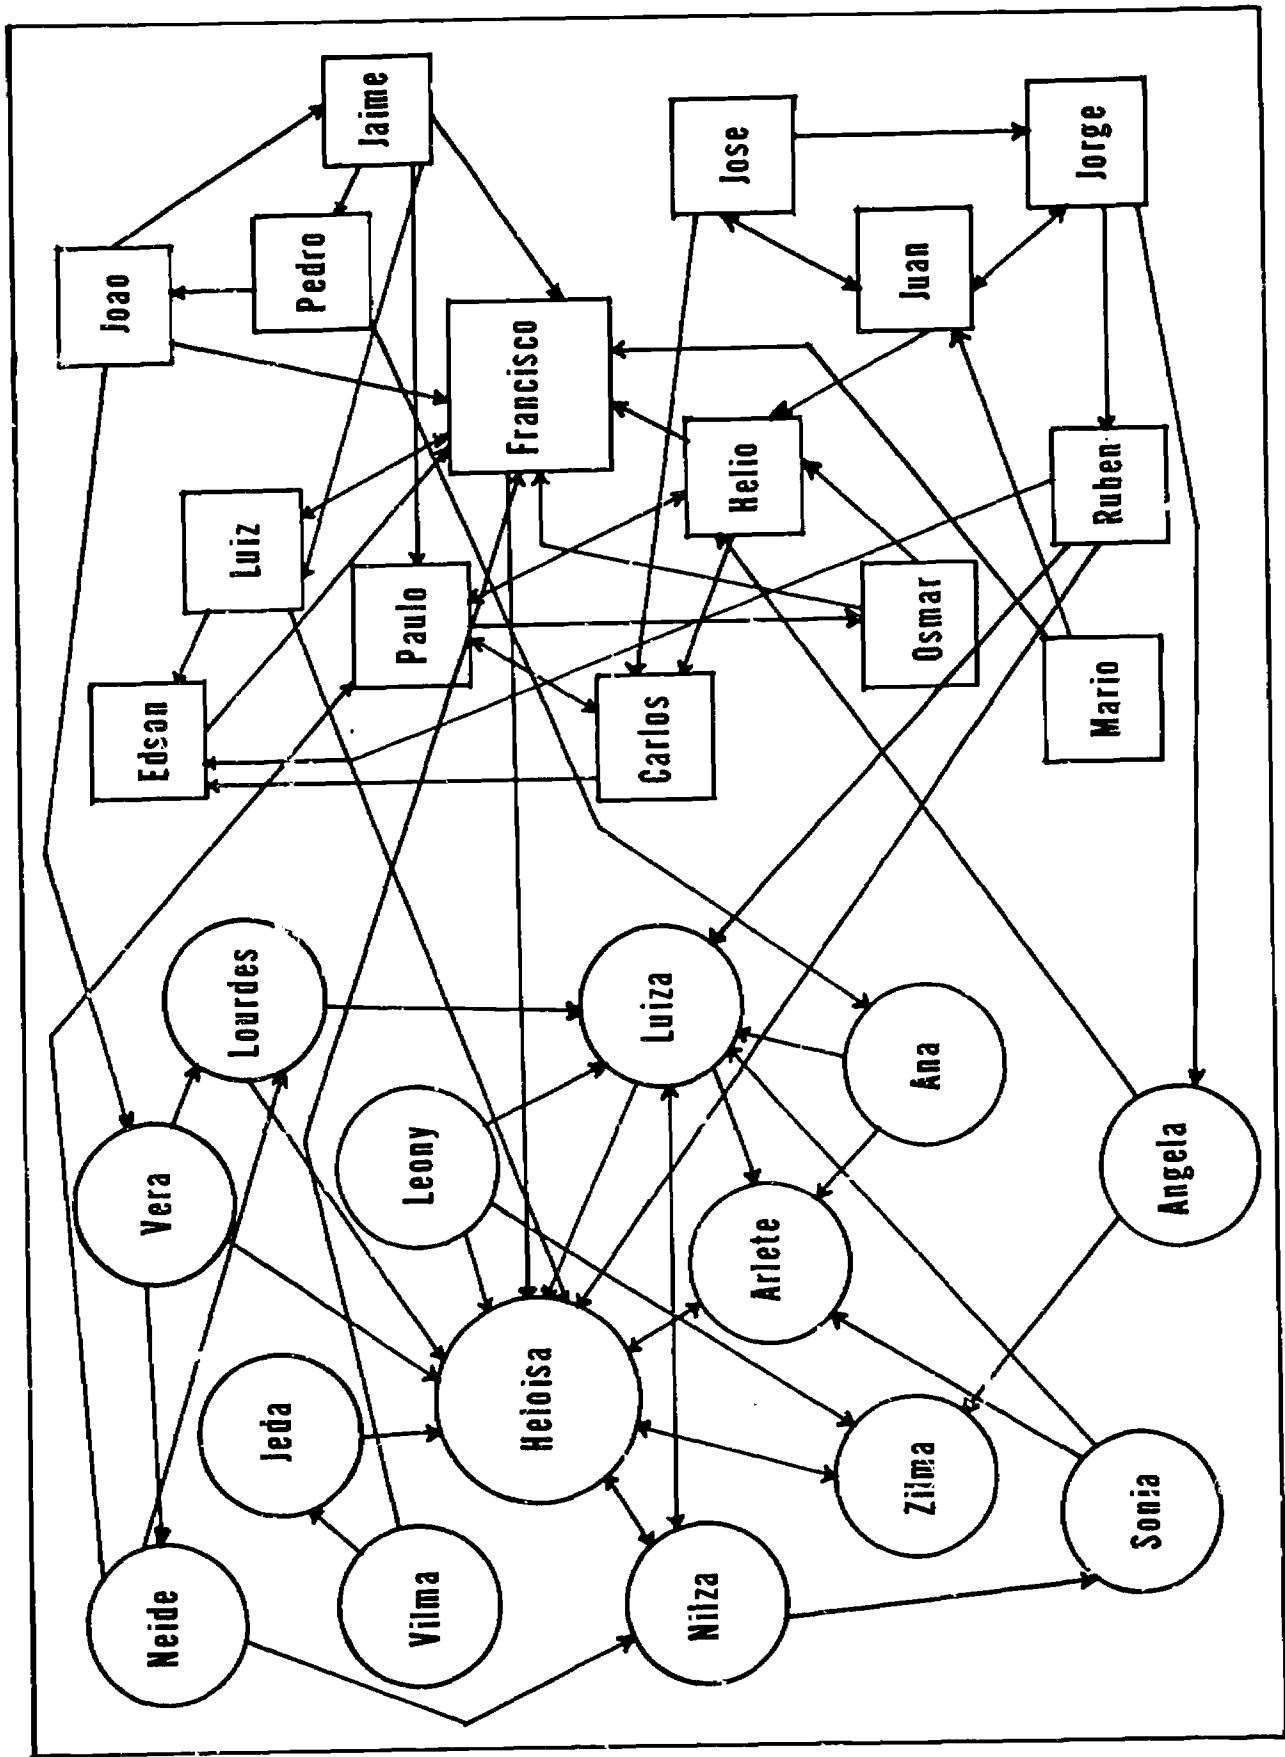 Neide
Vera
Edson
Joao
Jeda
Lourdes
Luiz
Pedro
Jaime
Vilma
Leony
Paulo
Francisco
Heloisa
Nilza
Luiza
Carlos
Helio
Jose
Arlete
Zilma
Ana
Osmar
Juan
Sonia
Angela
Mario
Ruben
Jorge